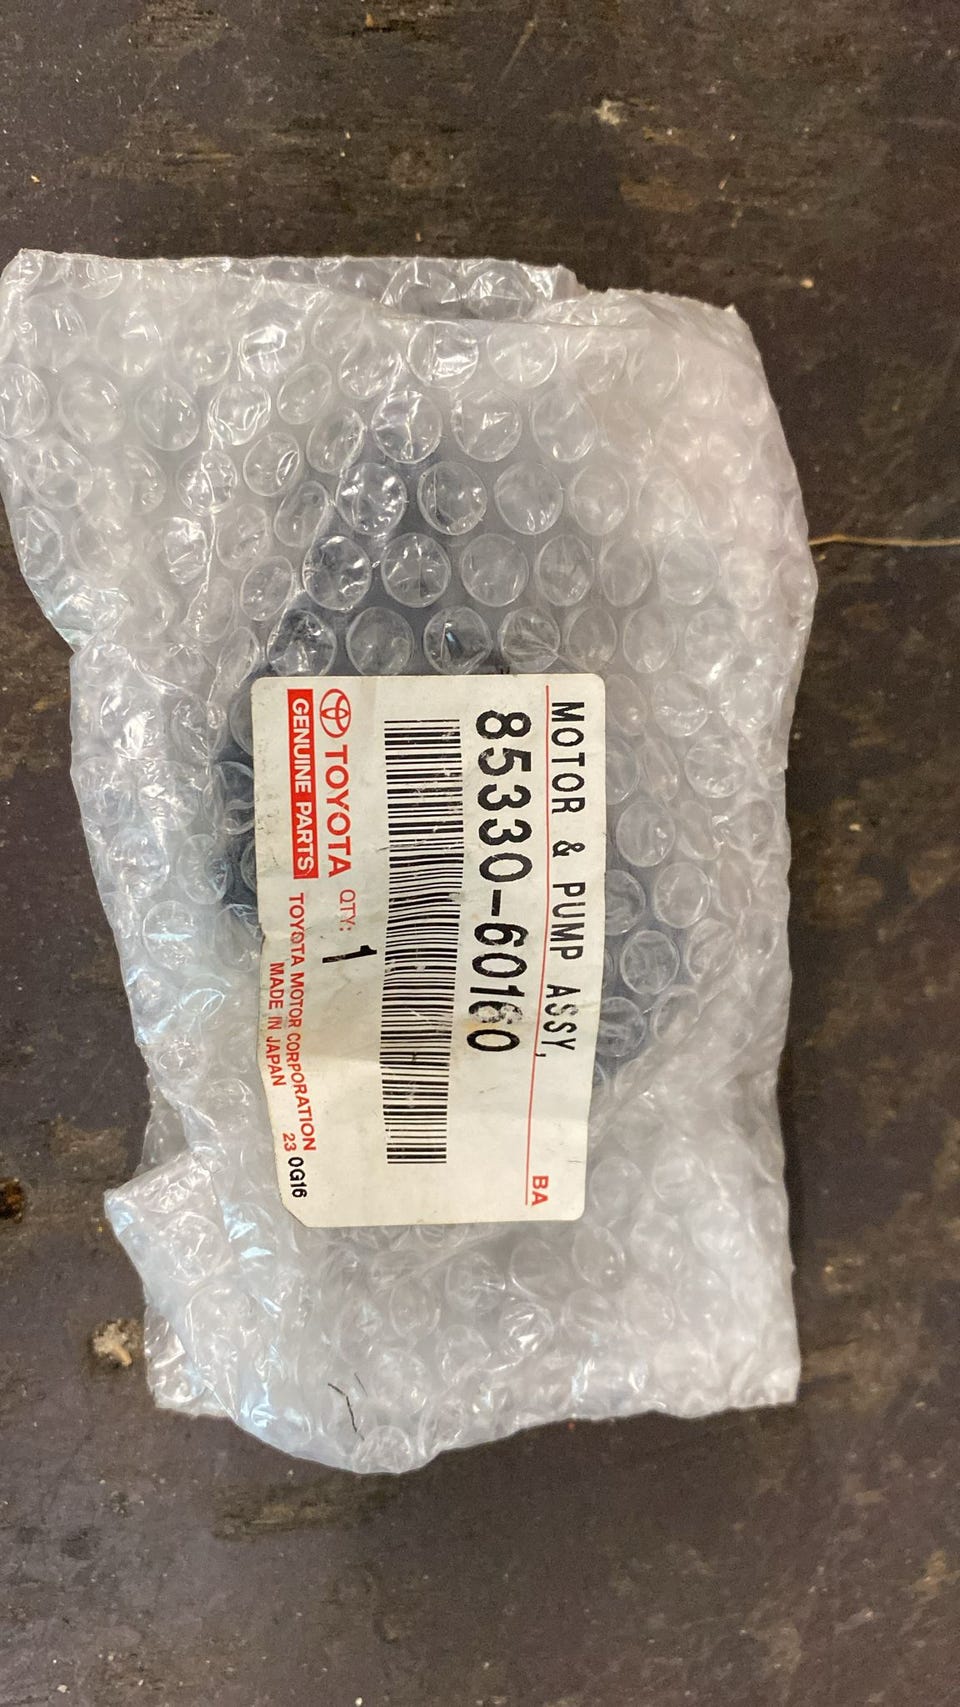 MOTOR & PUMP ASSY,
BA
85330-60160
TOYOTA QTY: 1
GENUINE PARTS
TOYOTA MOTOR CORPORATION
MADE IN JAPAN
23 0G16